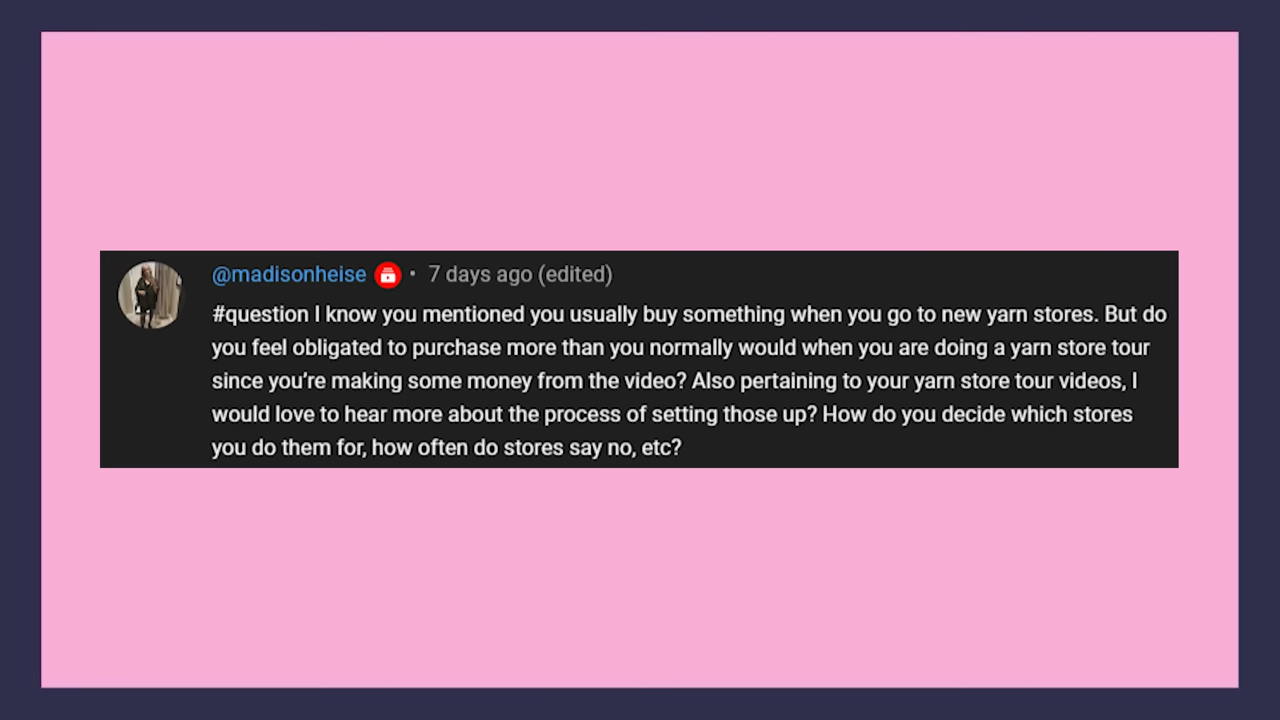 @madisonheise • 7 days ago (edited)
#question I know you mentioned you usually buy something when you go to new yarn stores. But do
you feel obligated to purchase more than you normally would when you are doing a yarn store tour
since you’re making some money from the video? Also pertaining to your yarn store tour videos, I
would love to hear more about the process of setting those up? How do you decide which stores
you do them for, how often do stores say no, etc?